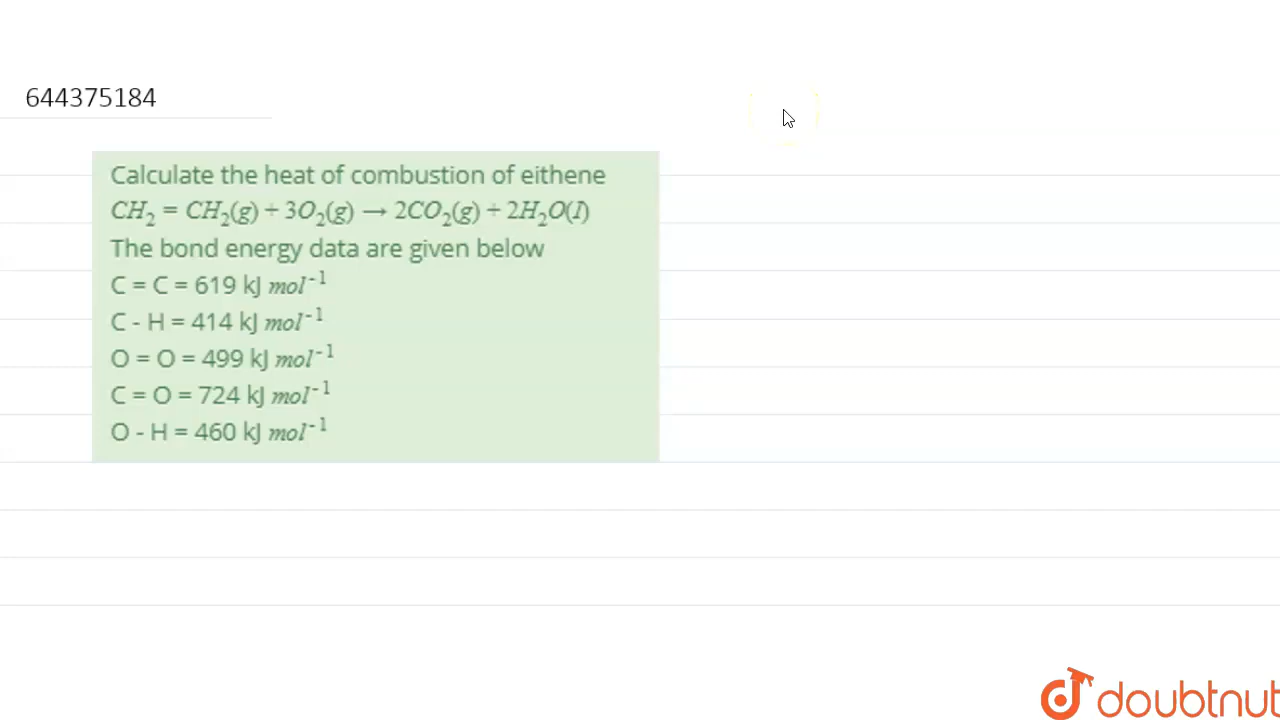 644375184
Calculate the heat of combustion of eithene
CH₂ = CH₂(g) + 3O₂(g) → 2CO₂(g) + 2H₂O(l)
The bond energy data are given below
C = C = 619 kJ mol⁻¹
C - H = 414 kJ mol⁻¹
O = O = 499 kJ mol⁻¹
C = O = 724 kJ mol⁻¹
O - H = 460 kJ mol⁻¹
doubtnut